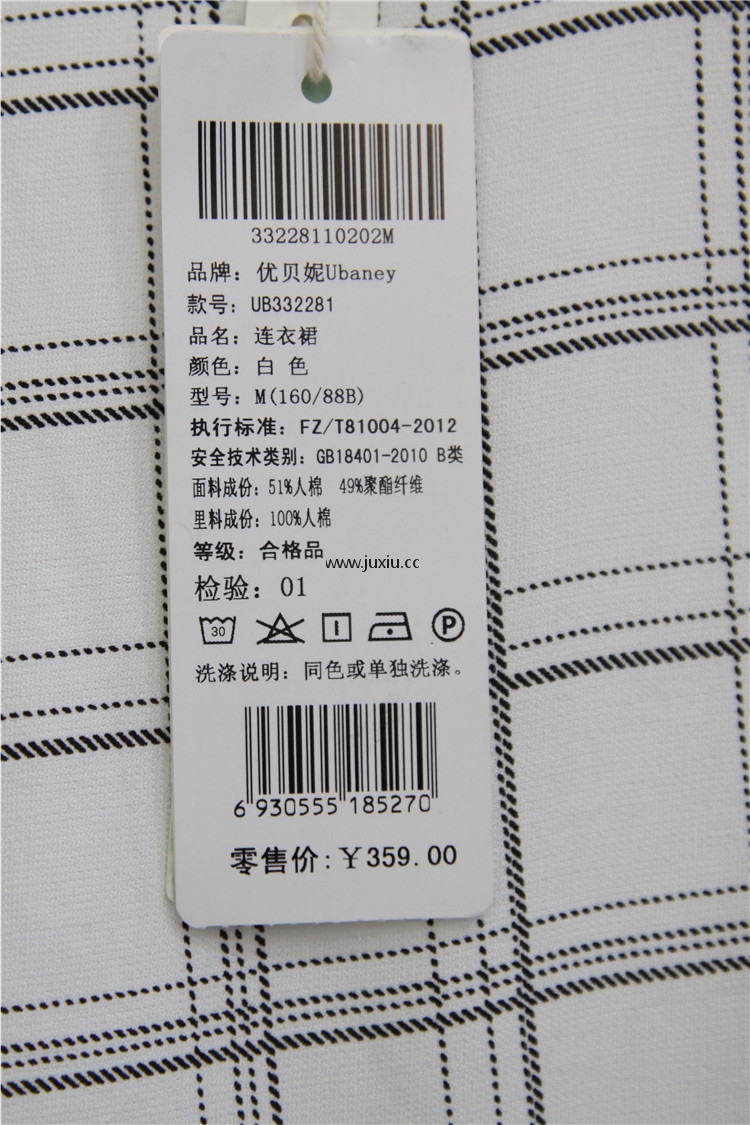 33228110202M
品牌：优贝妮Ubaney
款号：UB332281
品名：连衣裙
颜色：白 色
型号：M(160/88B)
执行标准：FZ/T81004-2012
安全技术类别：GB18401-2010 B类
面料成份：51%人棉 49%聚酯纤维
里料成份：100%人棉
等级：合格品
www.juxiu.cc
检验：01
30 P
洗涤说明：同色或单独洗涤。
6 930555 185270
零售价：￥359.00